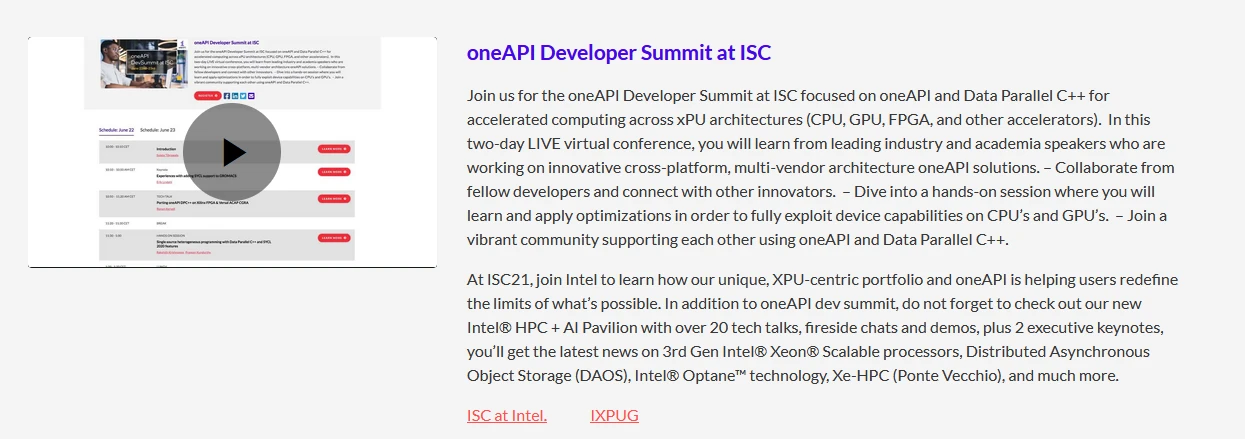 oneAPI Developer Summit at ISC
Join us for the oneAPI Developer Summit at ISC focused on oneAPI and Data Parallel C++ for
accelerated computing across xPU architectures (CPU, GPU, FPGA, and other accelerators).  In this
two-day LIVE virtual conference, you will learn from leading industry and academia speakers who are
working on innovative cross-platform, multi-vendor architecture oneAPI solutions. – Collaborate from
fellow developers and connect with other innovators.  – Dive into a hands-on session where you will
learn and apply optimizations in order to fully exploit device capabilities on CPU’s and GPU’s.  – Join a
vibrant community supporting each other using oneAPI and Data Parallel C++.
At ISC21, join Intel to learn how our unique, XPU-centric portfolio and oneAPI is helping users redefine
the limits of what’s possible. In addition to oneAPI dev summit, do not forget to check out our new
Intel® HPC + AI Pavilion with over 20 tech talks, fireside chats and demos, plus 2 executive keynotes,
you’ll get the latest news on 3rd Gen Intel® Xeon® Scalable processors, Distributed Asynchronous
Object Storage (DAOS), Intel® Optane™ technology, Xe-HPC (Ponte Vecchio), and much more.
ISC at Intel. IXPUG
oneAPI Developer Summit at ISC
oneAPI
DevSummit at ISC
Schedule: June 22 Schedule: June 23
Introduction
LEARN MORE
LEARN MORE
Porting oneAPI DPC++ on Xilinx FPGA & Versal ACAP CGRA
LEARN MORE
BREAK
Single-source heterogeneous programming with Data Parallel C++ and SYCL
2020 features
LEARN MORE